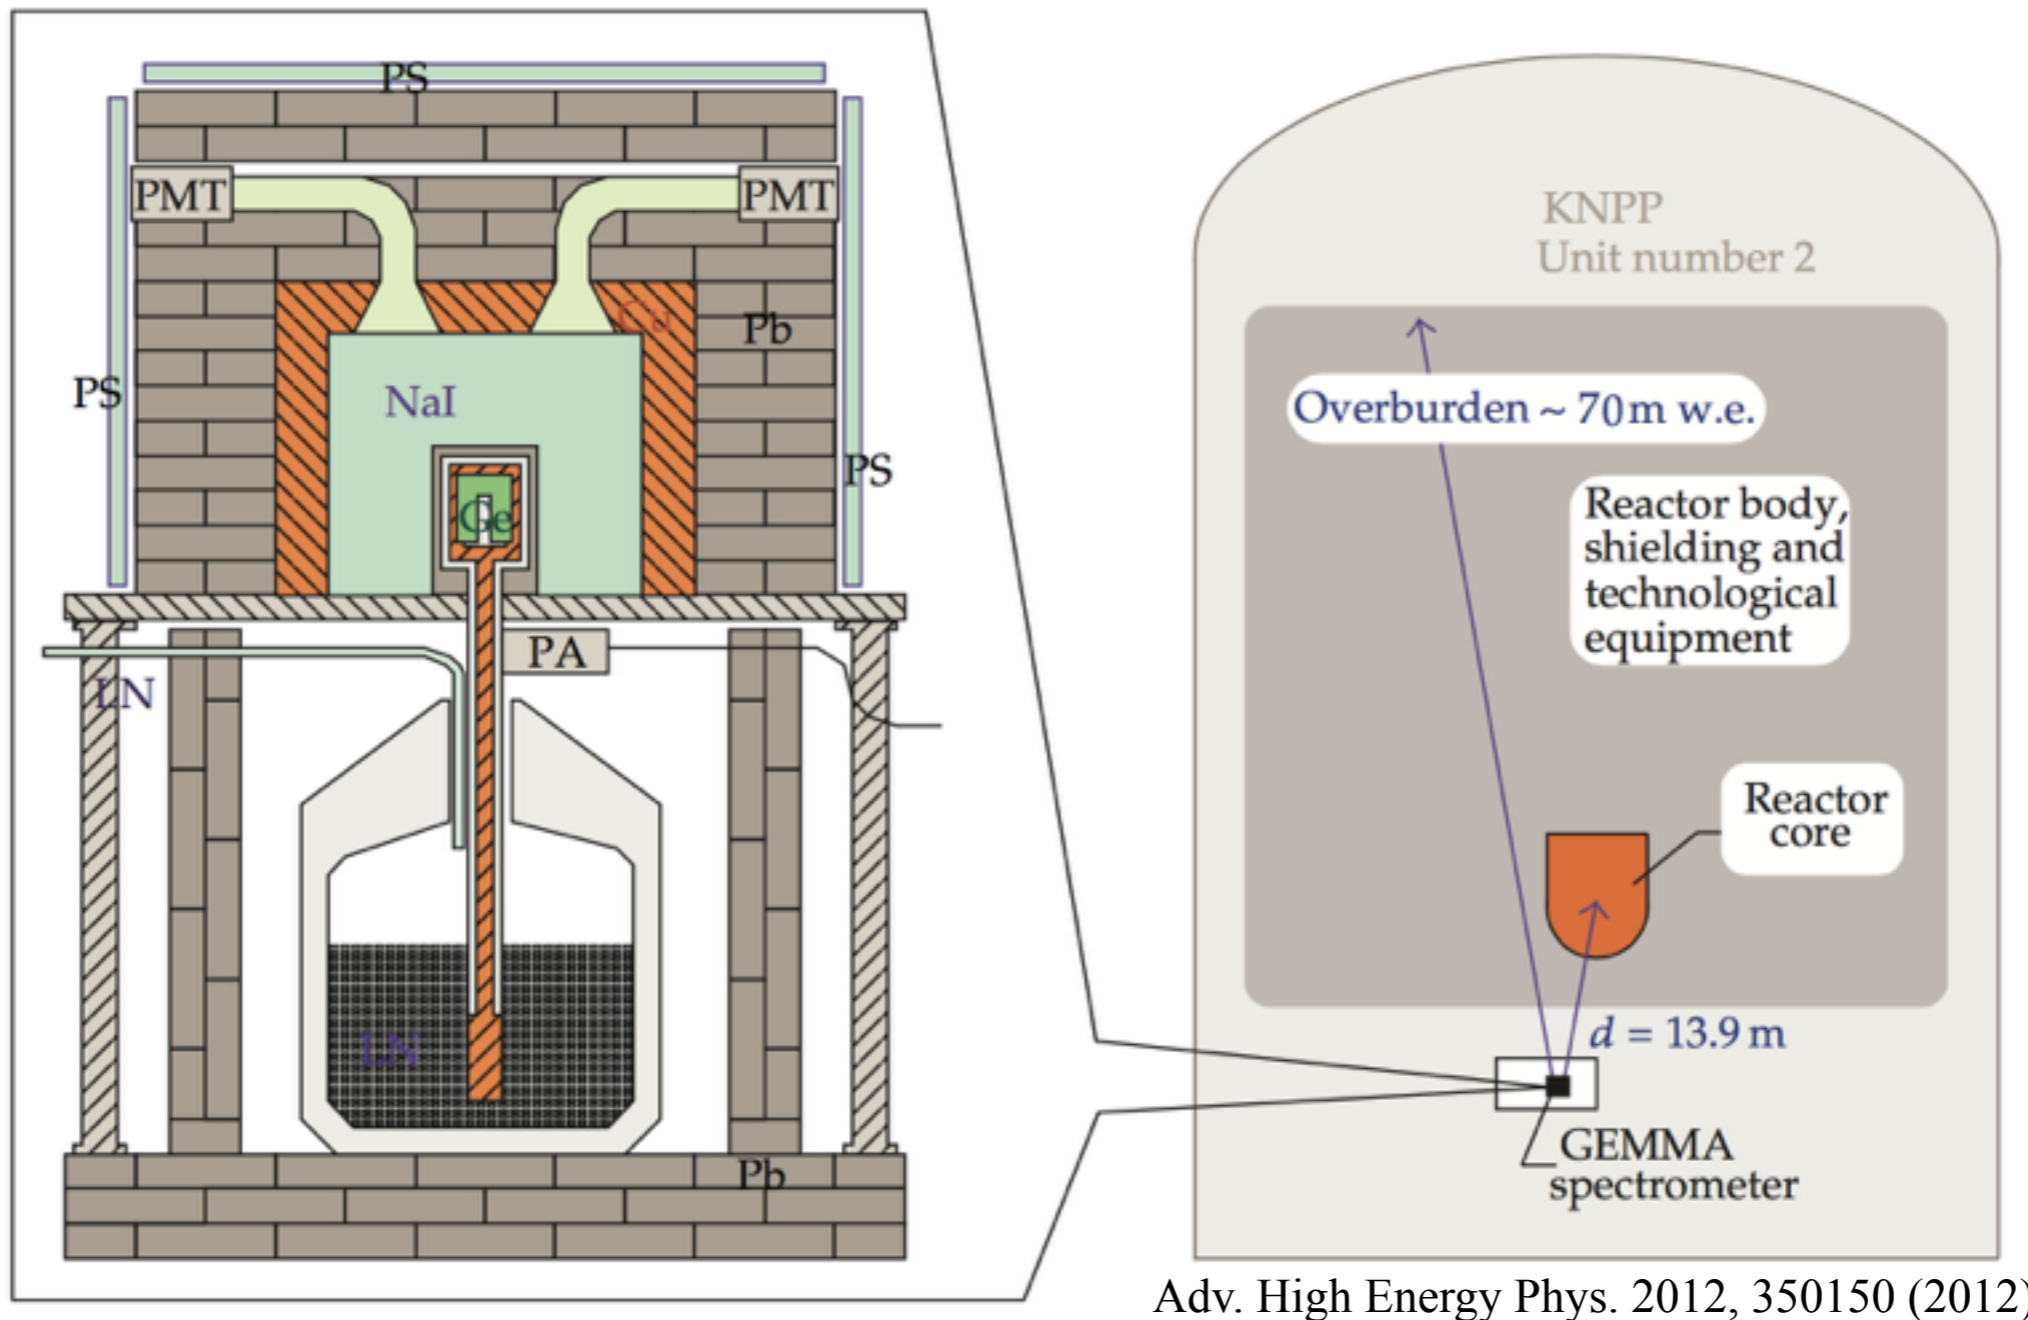 PS
PMT
PMT
Cu
Pb
PS
NaI
PS
Ge
PA
LN
LN
Pb
KNPP
Unit number 2
Overburden ~ 70 m w.e.
Reactor body,
shielding and
technological
equipment
Reactor
core
d = 13.9 m
GEMMA
spectrometer
Adv. High Energy Phys. 2012, 350150 (2012)